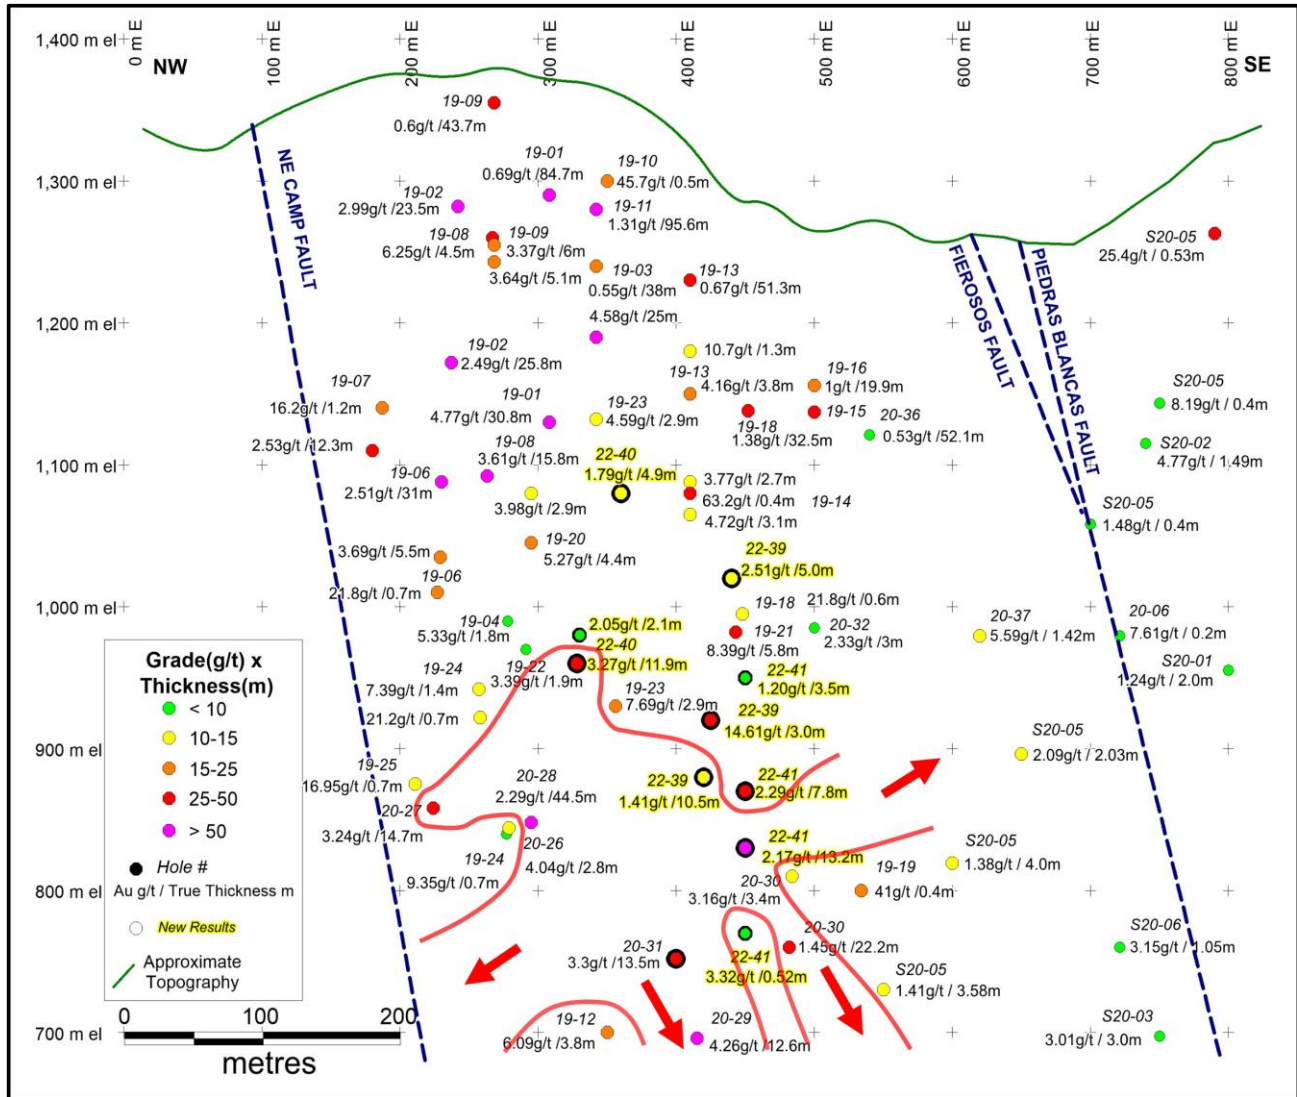 1,400 m el
0 m E
100 m E
200 m E
300 m E
400 m E
500 m E
600 m E
700 m E
800 m E
NW
SE
19-09
0.6g/t /43.7m
19-01
0.69g/t /84.7m
19-10
45.7g/t /0.5m
1,300 m el
19-02
2.99g/t /23.5m
19-11
1.31g/t /95.6m
19-08
6.25g/t /4.5m
19-09
3.37g/t /6m
3.64g/t /5.1m
19-03
0.55g/t /38m
19-13
0.67g/t /51.3m
S20-05
25.4g/t / 0.53m
NE CAMP FAULT
FIEROSOS FAULT
PIEDRAS BLANCAS FAULT
1,200 m el
4.58g/t /25m
19-02
2.49g/t /25.8m
10.7g/t /1.3m
19-13
4.16g/t /3.8m
19-16
1g/t /19.9m
19-07
16.2g/t /1.2m
19-01
4.77g/t /30.8m
19-23
4.59g/t /2.9m
19-18
1.38g/t /32.5m
19-15
20-36
0.53g/t /52.1m
S20-05
8.19g/t / 0.4m
S20-02
4.77g/t / 1.49m
2.53g/t /12.3m
1,100 m el
19-08
3.61g/t /15.8m
22-40
1.79g/t /4.9m
19-06
2.51g/t /31m
3.98g/t /2.9m
3.77g/t /2.7m
63.2g/t /0.4m
19-14
4.72g/t /3.1m
S20-05
1.48g/t / 0.4m
3.69g/t /5.5m
19-20
5.27g/t /4.4m
22-39
2.51g/t /5.0m
19-06
21.8g/t /0.7m
1,000 m el
19-04
5.33g/t /1.8m
2.05g/t /2.1m
22-40
3.27g/t /11.9m
19-18
21.8g/t /0.6m
19-21
8.39g/t /5.8m
20-32
2.33g/t /3m
20-37
5.59g/t / 1.42m
20-06
7.61g/t / 0.2m
S20-01
1.24g/t / 2.0m
19-22
3.39g/t /1.9m
19-24
7.39g/t /1.4m
19-23
7.69g/t /2.9m
22-41
1.20g/t /3.5m
22-39
14.61g/t /3.0m
21.2g/t /0.7m
900 m el
S20-05
2.09g/t / 2.03m
19-25
16.95g/t /0.7m
20-28
2.29g/t /44.5m
22-39
1.41g/t /10.5m
22-41
2.29g/t /7.8m
20-27
3.24g/t /14.7m
20-26
4.04g/t /2.8m
19-24
9.35g/t /0.7m
22-41
2.17g/t /13.2m
S20-05
1.38g/t / 4.0m
800 m el
20-30
3.16g/t /3.4m
19-19
41g/t /0.4m
20-31
3.3g/t /13.5m
22-41
3.32g/t /0.52m
20-30
1.45g/t /22.2m
S20-05
1.41g/t / 3.58m
S20-06
3.15g/t / 1.05m
700 m el
19-12
6.09g/t /3.8m
20-29
4.26g/t /12.6m
S20-03
3.01g/t / 3.0m
Grade(g/t) x
Thickness(m)
< 10
10-15
15-25
25-50
> 50
Hole #
Au g/t / True Thickness m
New Results
Approximate
Topography
0
100
200
metres